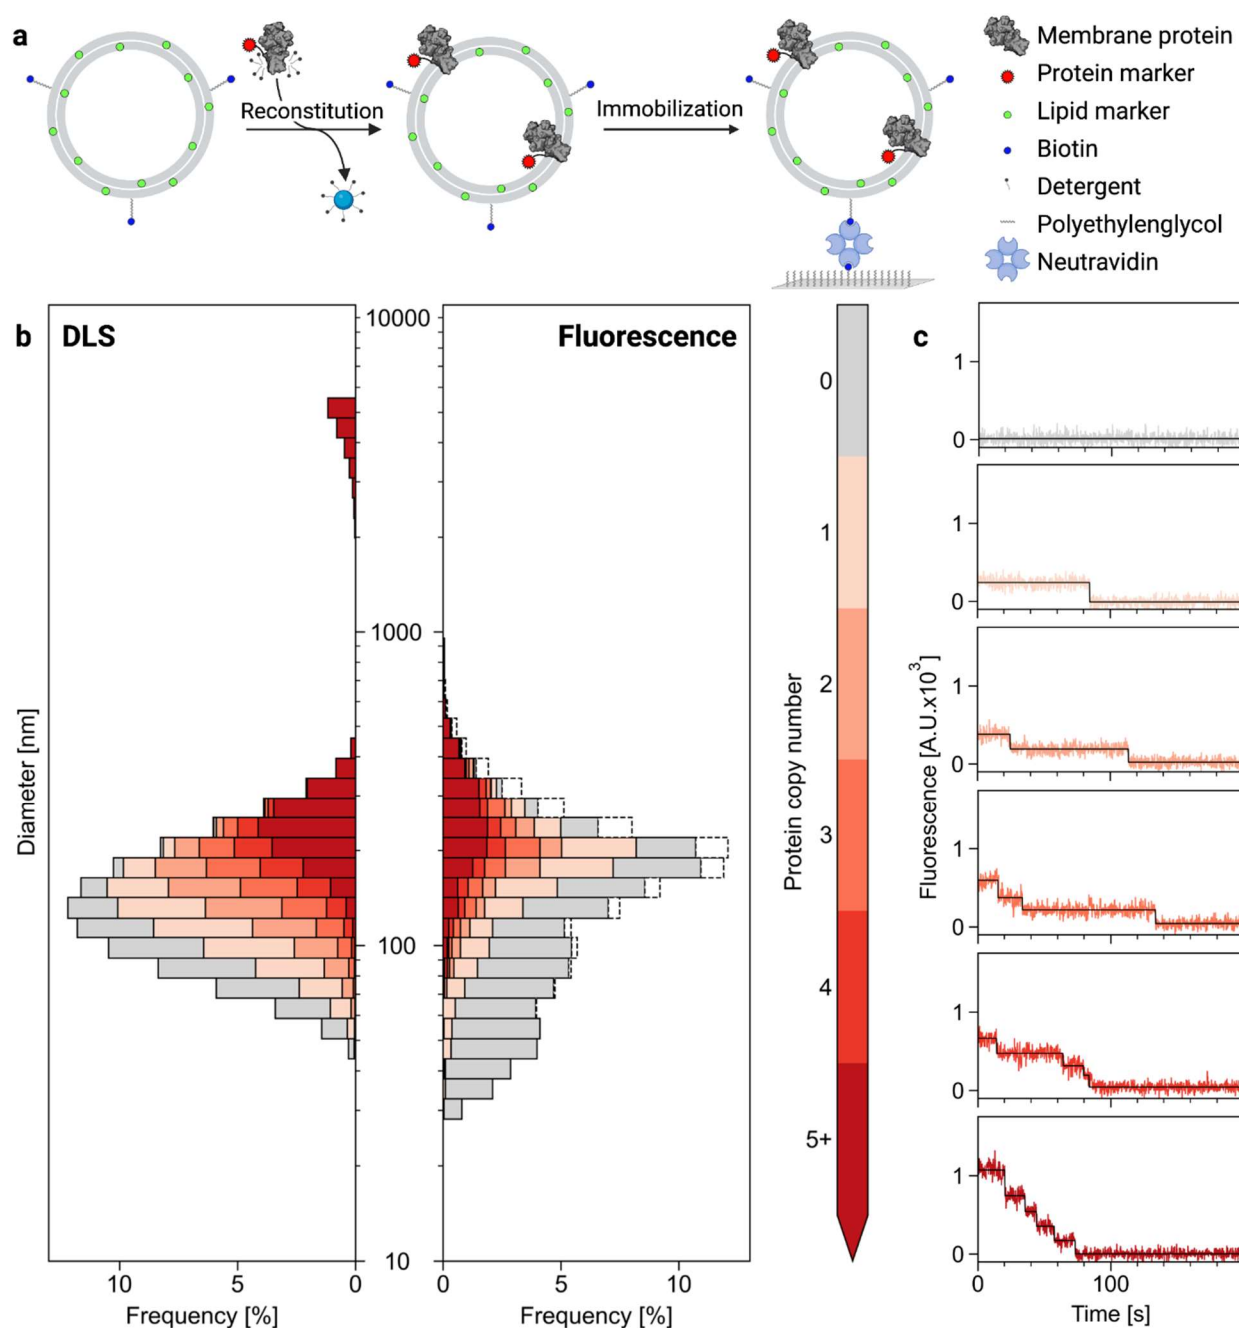 a
Reconstitution
Immobilization
Membrane protein
Protein marker
Lipid marker
Biotin
Detergent
Polyethylenglycol
Neutravidin
b
DLS
Fluorescence
10000
1000
100
10
Diameter [nm]
10
5
0
Frequency [%]
0
5
10
Frequency [%]
Protein copy number
0
1
2
3
4
5+
c
1
0
1
0
1
0
1
0
1
0
1
0
Fluorescence [A.U.x10³]
0
100
Time [s]